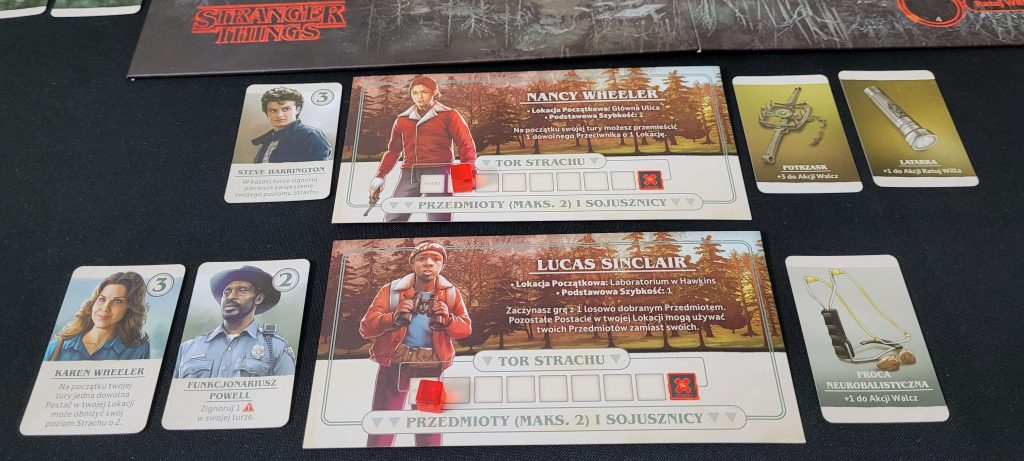 STRANGER
THINGS
4
Ratuj Wi
3
STEVE HARRINGTON
W każdej turze zignoruj
pierwsze zwiększenie
twojego poziomu Strachu.
NANCY WHEELER
• Lokacja Początkowa: Główna Ulica
• Podstawowa Szybkość: 1
Na początku swojej tury możesz przemieścić
1 dowolnego Przeciwnika o 1 Lokację.
TOR STRACHU
START
PRZEDMIOTY (MAKS. 2) I SOJUSZNICY
POTRZASK
+3 do Akcji Walcz
LATARKA
+1 do Akcji Ratuj Willa
3
KAREN WHEELER
Na początku twojej
tury jedna dowolna
Postać w twojej Lokacji
może obniżyć swój
poziom Strachu o 2.
2
FUNKCJONARIUSZ
POWELL
Zignoruj 1
w swojej turze.
LUCAS SINCLAIR
• Lokacja Początkowa: Laboratorium w Hawkins
• Podstawowa Szybkość: 1
Zaczynasz grę z 1 losowo dobranym Przedmiotem.
Pozostałe Postacie w twojej Lokacji mogą używać
twoich Przedmiotów zamiast swoich.
TOR STRACHU
PRZEDMIOTY (MAKS. 2) I SOJUSZNICY
PROCA
NEUROBALISTYCZNA
+1 do Akcji Walcz